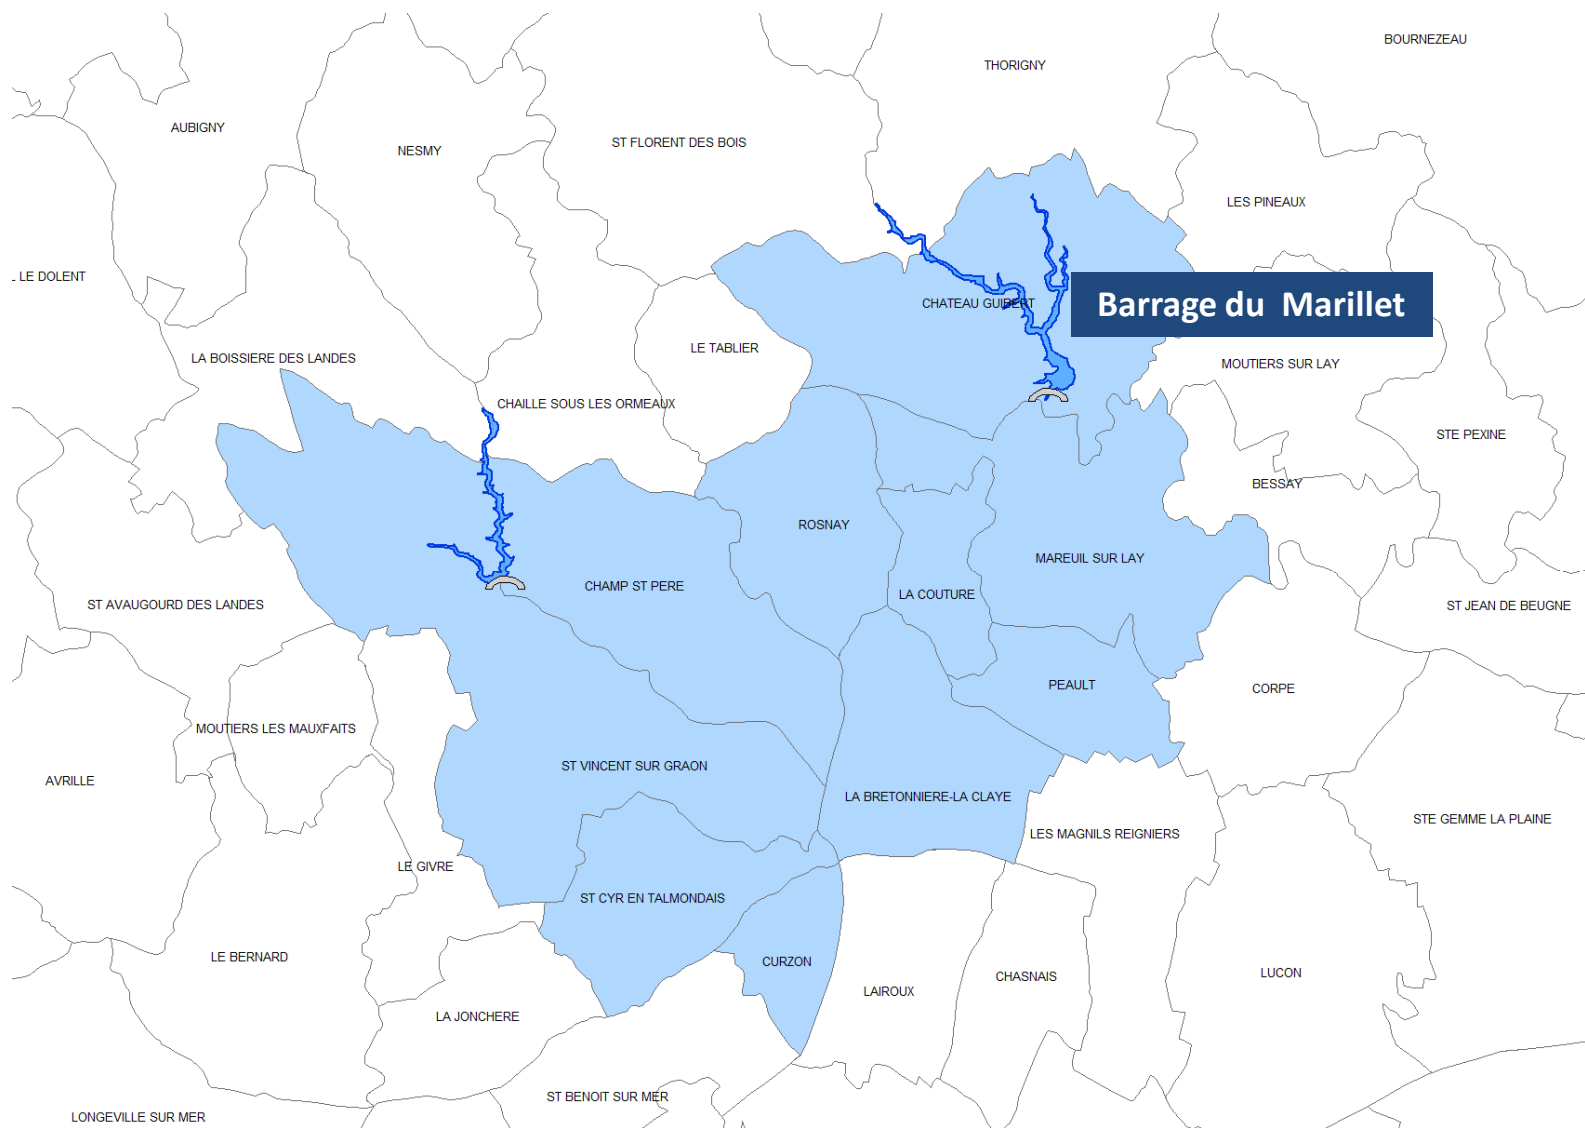 BOURNEZEAU
THORIGNY
AUBIGNY
ST FLORENT DES BOIS
NESMY
LES PINEAUX
L LE DOLENT
CHATEAU GUIBERT
Barrage du Marillet
LE TABLIER
LA BOISSIERE DES LANDES
MOUTIERS SUR LAY
CHAILLE SOUS LES ORMEAUX
STE PEXINE
BESSAY
ROSNAY
MAREUIL SUR LAY
CHAMP ST PERE
LA COUTURE
ST AVAUGOURD DES LANDES
ST JEAN DE BEUGNE
PEAULT
CORPE
MOUTIERS LES MAUXFAITS
ST VINCENT SUR GRAON
AVRILLE
LA BRETONNIERE-LA CLAYE
STE GEMME LA PLAINE
LES MAGNILS REIGNIERS
LE GIVRE
ST CYR EN TALMONDAIS
LE BERNARD
CURZON
LUCON
CHASNAIS
LAIROUX
LA JONCHERE
ST BENOIT SUR MER
LONGEVILLE SUR MER